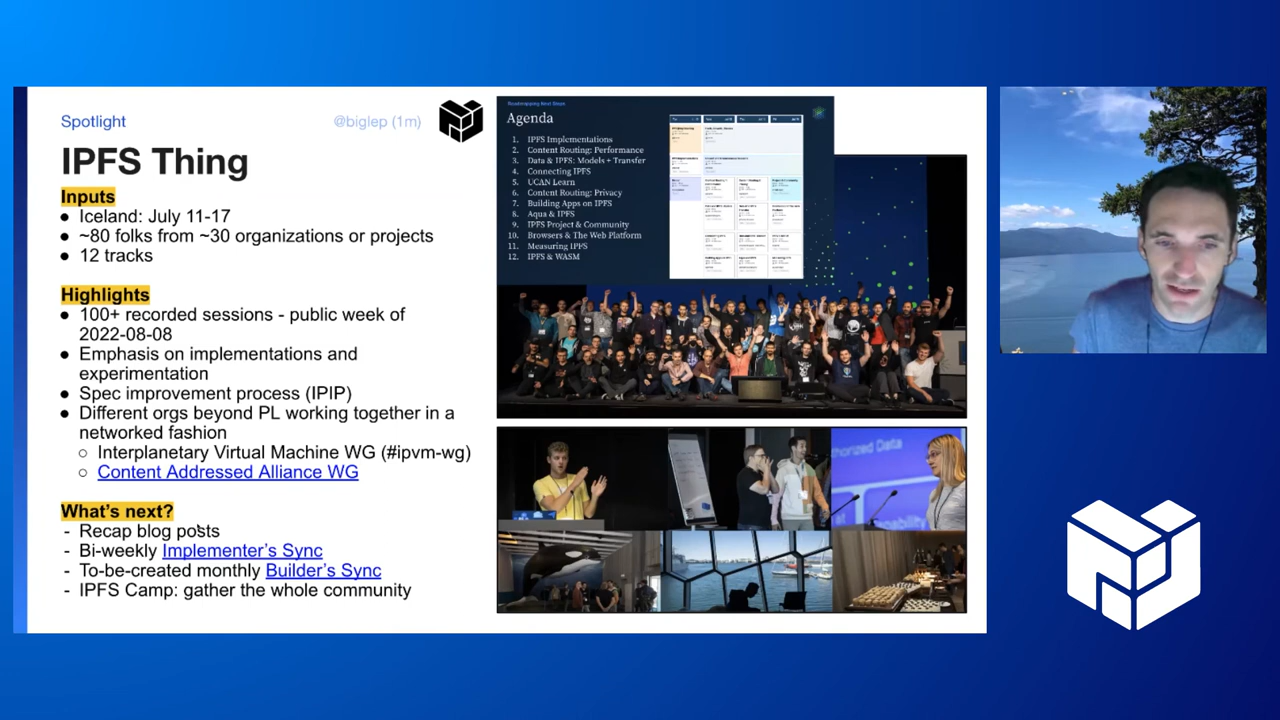 Spotlight
@biglep (1m)
IPFS Thing
Inputs
● Iceland: July 11-17
● ~80 folks from ~30 organizations or projects
● 12 tracks
Highlights
● 100+ recorded sessions - public week of
2022-08-08
● Emphasis on implementations and
experimentation
● Spec improvement process (IPIP)
● Different orgs beyond PL working together in a
networked fashion
○ Interplanetary Virtual Machine WG (#ipvm-wg)
○ Content Addressed Alliance WG
What's next?
- Recap blog posts
- Bi-weekly Implementer's Sync
- To-be-created monthly Builder's Sync
- IPFS Camp: gather the whole community
Roadmapping Next Steps
Agenda
1. IPFS Implementations
2. Content Routing: Performance
3. Data & IPFS: Models + Transfer
4. Connecting IPFS
5. UCAN Learn
6. Content Routing: Privacy
7. Building Apps on IPFS
8. Aqua & IPFS
9. IPFS Project & Community
10. Browsers & The Web Platform
11. Measuring IPFS
12. IPFS & WASM
horized Data